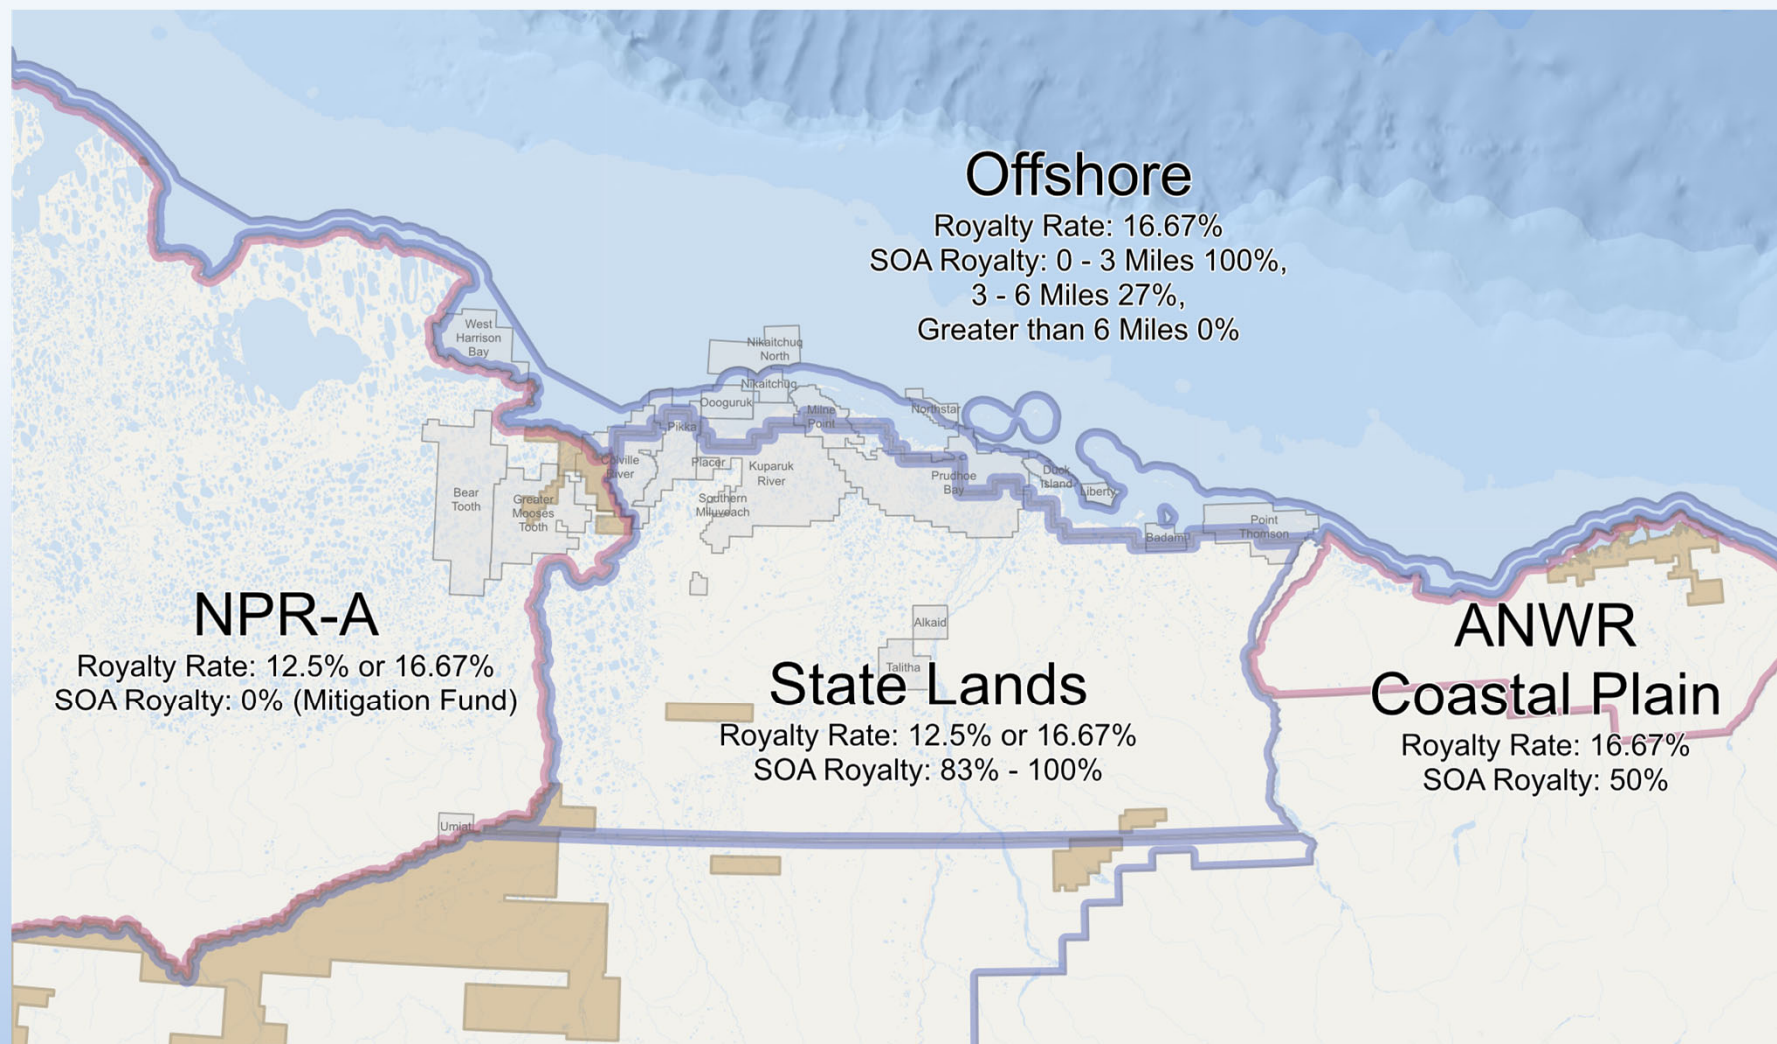 Offshore
Royalty Rate: 16.67%
SOA Royalty: 0 - 3 Miles 100%,
3 - 6 Miles 27%,
Greater than 6 Miles 0%
West
Harrison
Bay
Nikaitchuq
North
Nikaitchuq
Oooguruk
Milne
Point
Northstar
Pikka
Colville
River
Placer
Kuparuk
River
Prudhoe
Bay
Duck
Island
Liberty
Bear
Tooth
Greater
Mooses
Tooth
Southern
Miluveach
Badami
Point
Thomson
NPR-A
Royalty Rate: 12.5% or 16.67%
SOA Royalty: 0% (Mitigation Fund)
Alkaid
Talitha
State Lands
Royalty Rate: 12.5% or 16.67%
SOA Royalty: 83% - 100%
ANWR
Coastal Plain
Royalty Rate: 16.67%
SOA Royalty: 50%
Umiat